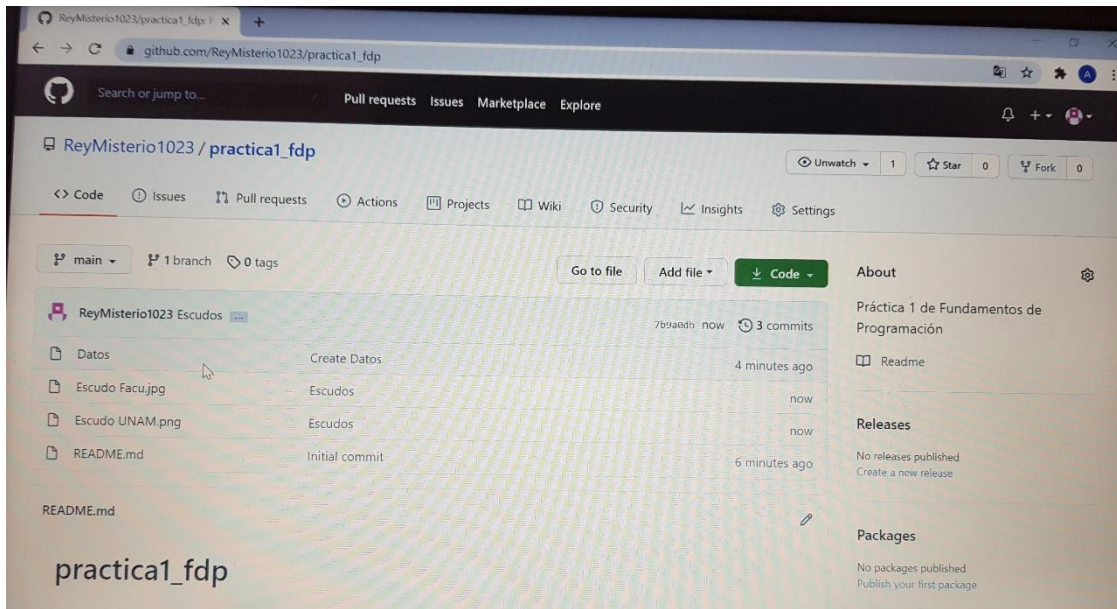 ReyMisterio1023/practica1_fdp:
github.com/ReyMisterio1023/practica1_fdp
A
Search or jump to...
Pull requests Issues Marketplace Explore
ReyMisterio1023 / practica1_fdp
Unwatch 1 Star 0 Fork 0
Code Issues Pull requests Actions Projects Wiki Security Insights Settings
main 1 branch 0 tags
Go to file Add file Code
ReyMisterio1023 Escudos ...
now 3 commits
Datos Create Datos 4 minutes ago
Escudo Facu.jpg Escudos now
Escudo UNAM.png Escudos now
README.md Initial commit 6 minutes ago
README.md
practica1_fdp
About
Práctica 1 de Fundamentos de
Programación
Readme
Releases
No releases published
Create a new release
Packages
No packages published
Publish your first package